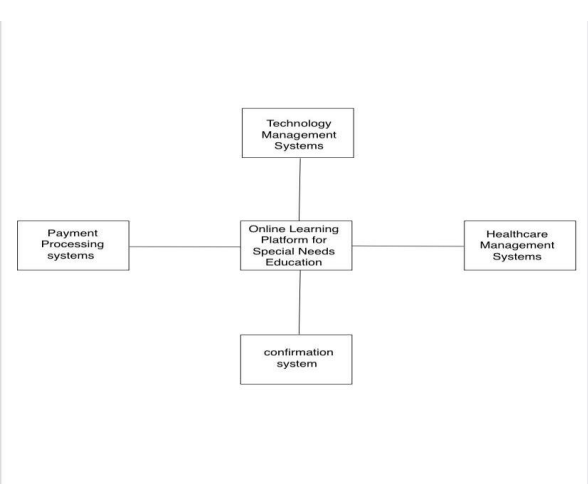 Technology
Management
Systems
Payment
Processing
systems
Online Learning
Platform for
Special Needs
Education
Healthcare
Management
Systems
confirmation
system